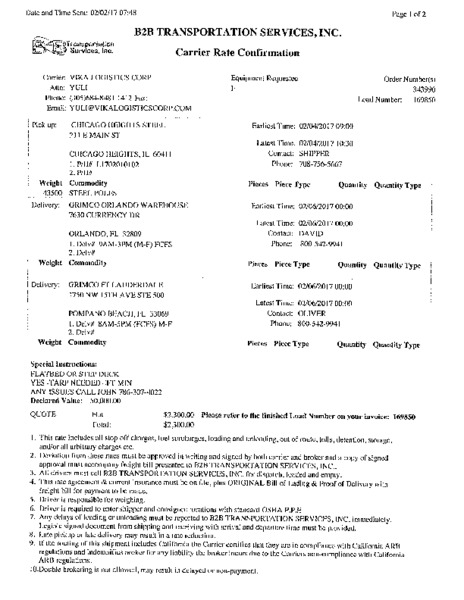 Date and Time Sent: 02/02/17 07:48 Page 1 of 2
B2B TRANSPORTATION SERVICES, INC.
Transportation Services, Inc.
Carrier Rate Confirmation
Carrier: VIKA LOGISTICS CORP Equipment Requested Order Number(s)
Attn: YULI 343990
Phone: Fax: Load Number: 169850
Email: YULI@VIKALOGISTICSCORP.COM
Pick up: CHICAGO HEIGHTS STEEL Earliest Time: 02/04/2017 09:00
211 E MAIN ST
Latest Time: 02/04/2017 10:30
CHICAGO HEIGHTS, IL 60411 Contact: SHIPPER
1. PU# Phone: 708-756-5667
2. PU#
Weight Commodity Pieces Piece Type Quantity Quantity Type
43500 STEEL POLES
Delivery: GRIMCO ORLANDO WAREHOUSE Earliest Time: 02/06/2017 00:00
7630 CURRENCY DR
Latest Time: 02/06/2017 00:00
ORLANDO, FL 32809 Contact: DAVID
1. Delv# 9AM-3PM (M-F) FCFS Phone: 800-542-9941
2. Delv#
Weight Commodity Pieces Piece Type Quantity Quantity Type
Delivery: GRIMCO FT LAUDERDALE Earliest Time: 02/06/2017 00:00
1750 NW 15TH AVE STE 500
Latest Time: 02/06/2017 00:00
POMPANO BEACH, FL 33069 Contact: OLIVER
1. Delv# 8AM-5PM (FCFS) M-F Phone: 800-542-9941
2. Delv#
Weight Commodity Pieces Piece Type Quantity Quantity Type
Special Instructions:
FLATBED OR STEP DECK
YES -TARP NEEDED - FT MIN
ANY ISSUES CALL JOHN 786-307-4022
Declared Value: 50,000.00
QUOTE Flat $2,300.00 Please refer to the finished Load Number on your invoice: 169850
Total: $2,300.00
1. This rate includes all stop off charges, fuel surcharges, loading and unloading, out of route, tolls, detention, storage,
and/or all arbitrary charges etc.
2. Deviation from these rates must be approved in writing and signed by both carrier and broker and a copy of signed
approval must accompany freight bill presented to B2B TRANSPORTATION SERVICES, INC..
3. All drivers must call B2B TRANSPORTATION SERVICES, INC. for dispatch, loaded and empty.
4. This rate agreement & current insurance must be on file, plus ORIGINAL Bill of Lading & Proof of Delivery with
freight bill for payment to be made.
5. Driver is responsible for weighing.
6. Driver is required to enter shipper and consignee locations with standard OSHA P.P.E
7. Any delays of loading or unloading must be reported to B2B TRANSPORTATION SERVICES, INC. immediately.
Legible signed document from shipping and receiving with arrival and departure time must be provided.
8. Late pickup or late delivery may result in a rate reduction.
9. If the routing of this shipment includes California the Carrier certifies that they are in compliance with California ARB
regulations and indemnifies broker for any liability the broker incurs due to the Carriers non-compliance with California
ARB regulations.
10. Double brokering is not allowed, may result in delayed or non-payment.